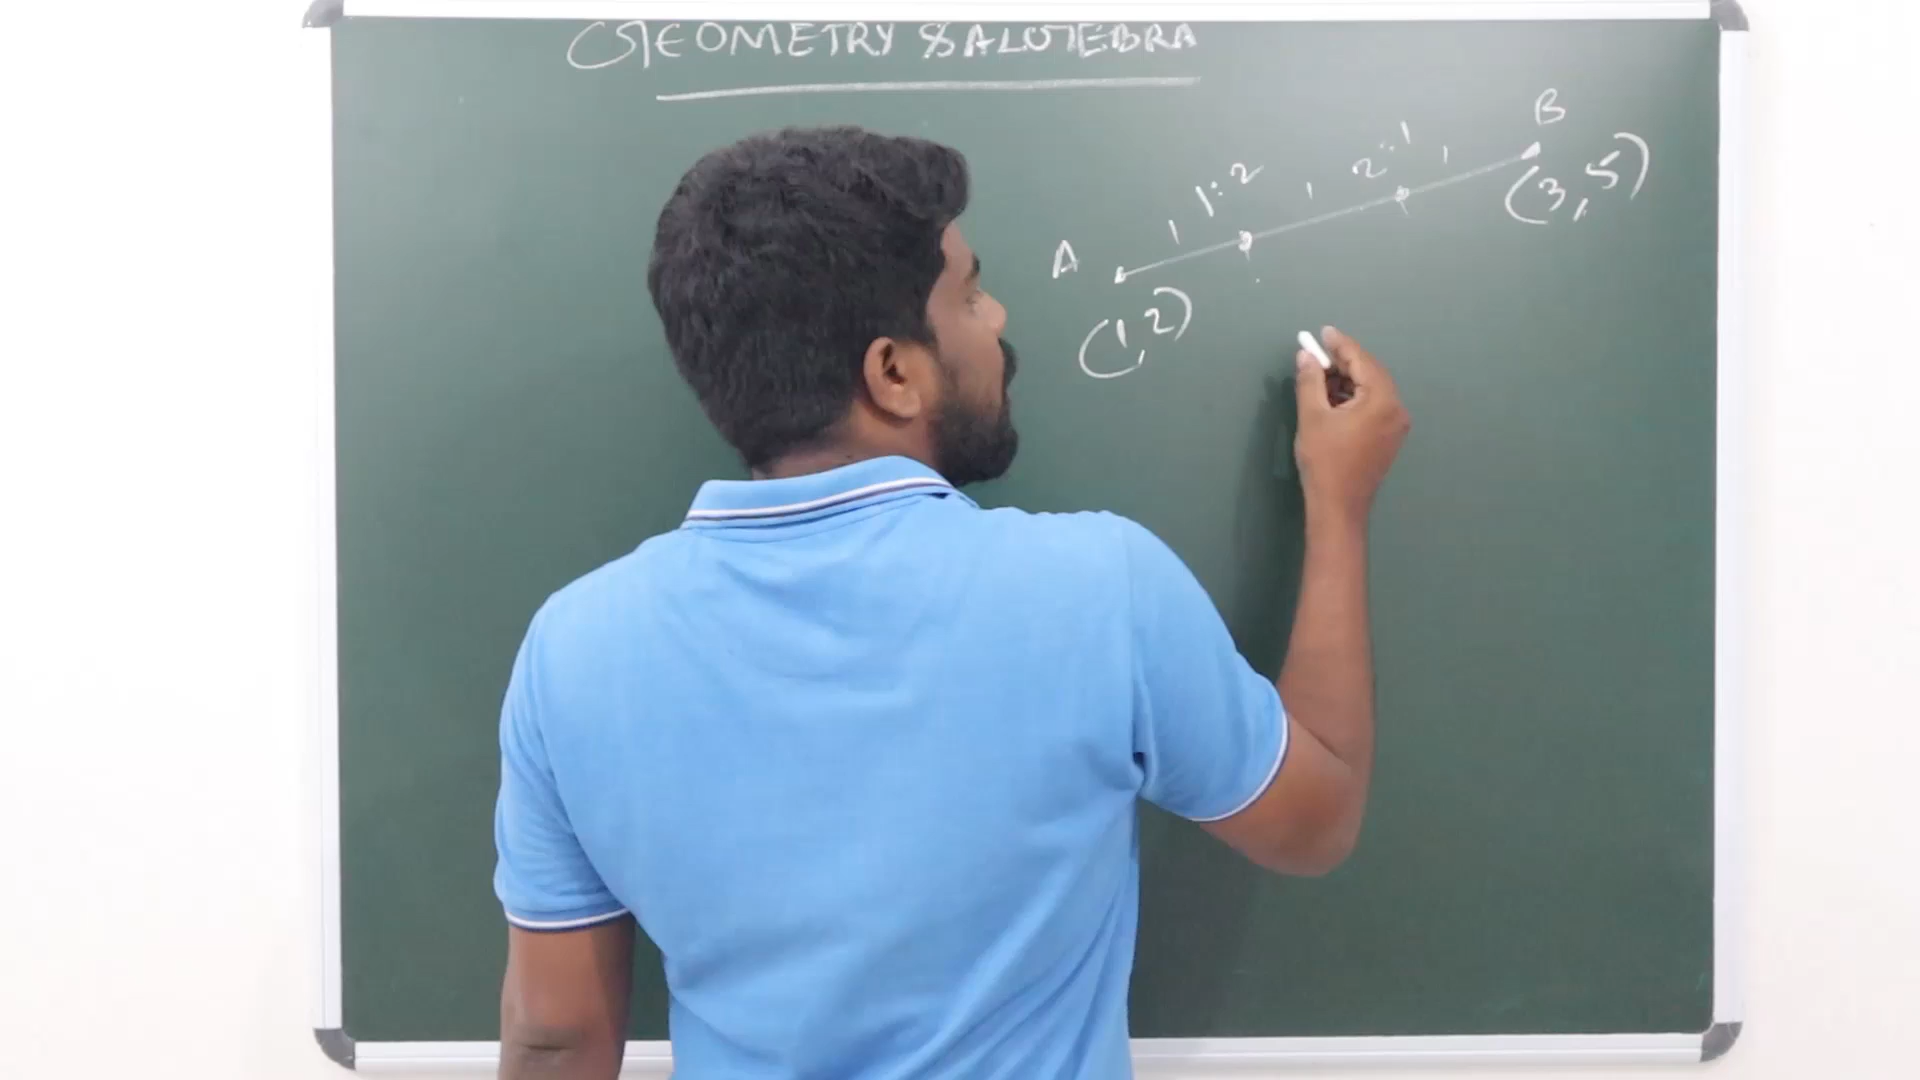 GEOMETRY & ALGEBRA
B
1:2
2:1
1
1
1
A
(3,5)
(1,2)